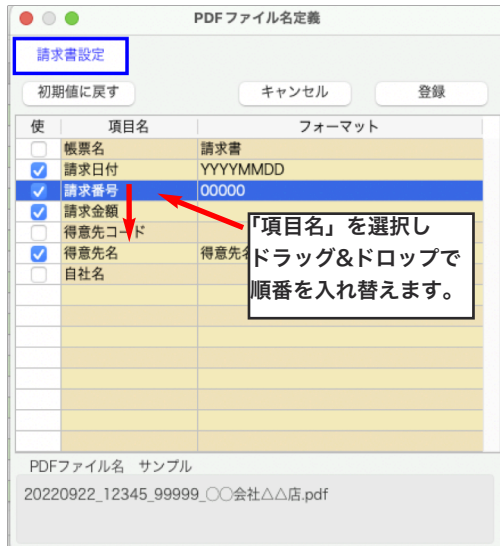 PDFファイル名定義
請求書設定
初期値に戻す キャンセル 登録
使 項目名 フォーマット
帳票名 請求書
請求日付 YYYYMMDD
請求番号 00000
請求金額
得意先コード
得意先名 得意先名
自社名
「項目名」を選択し
ドラッグ&ドロップで
順番を入れ替えます。
PDFファイル名 サンプル
20220922_12345_99999_○○会社△△店.pdf